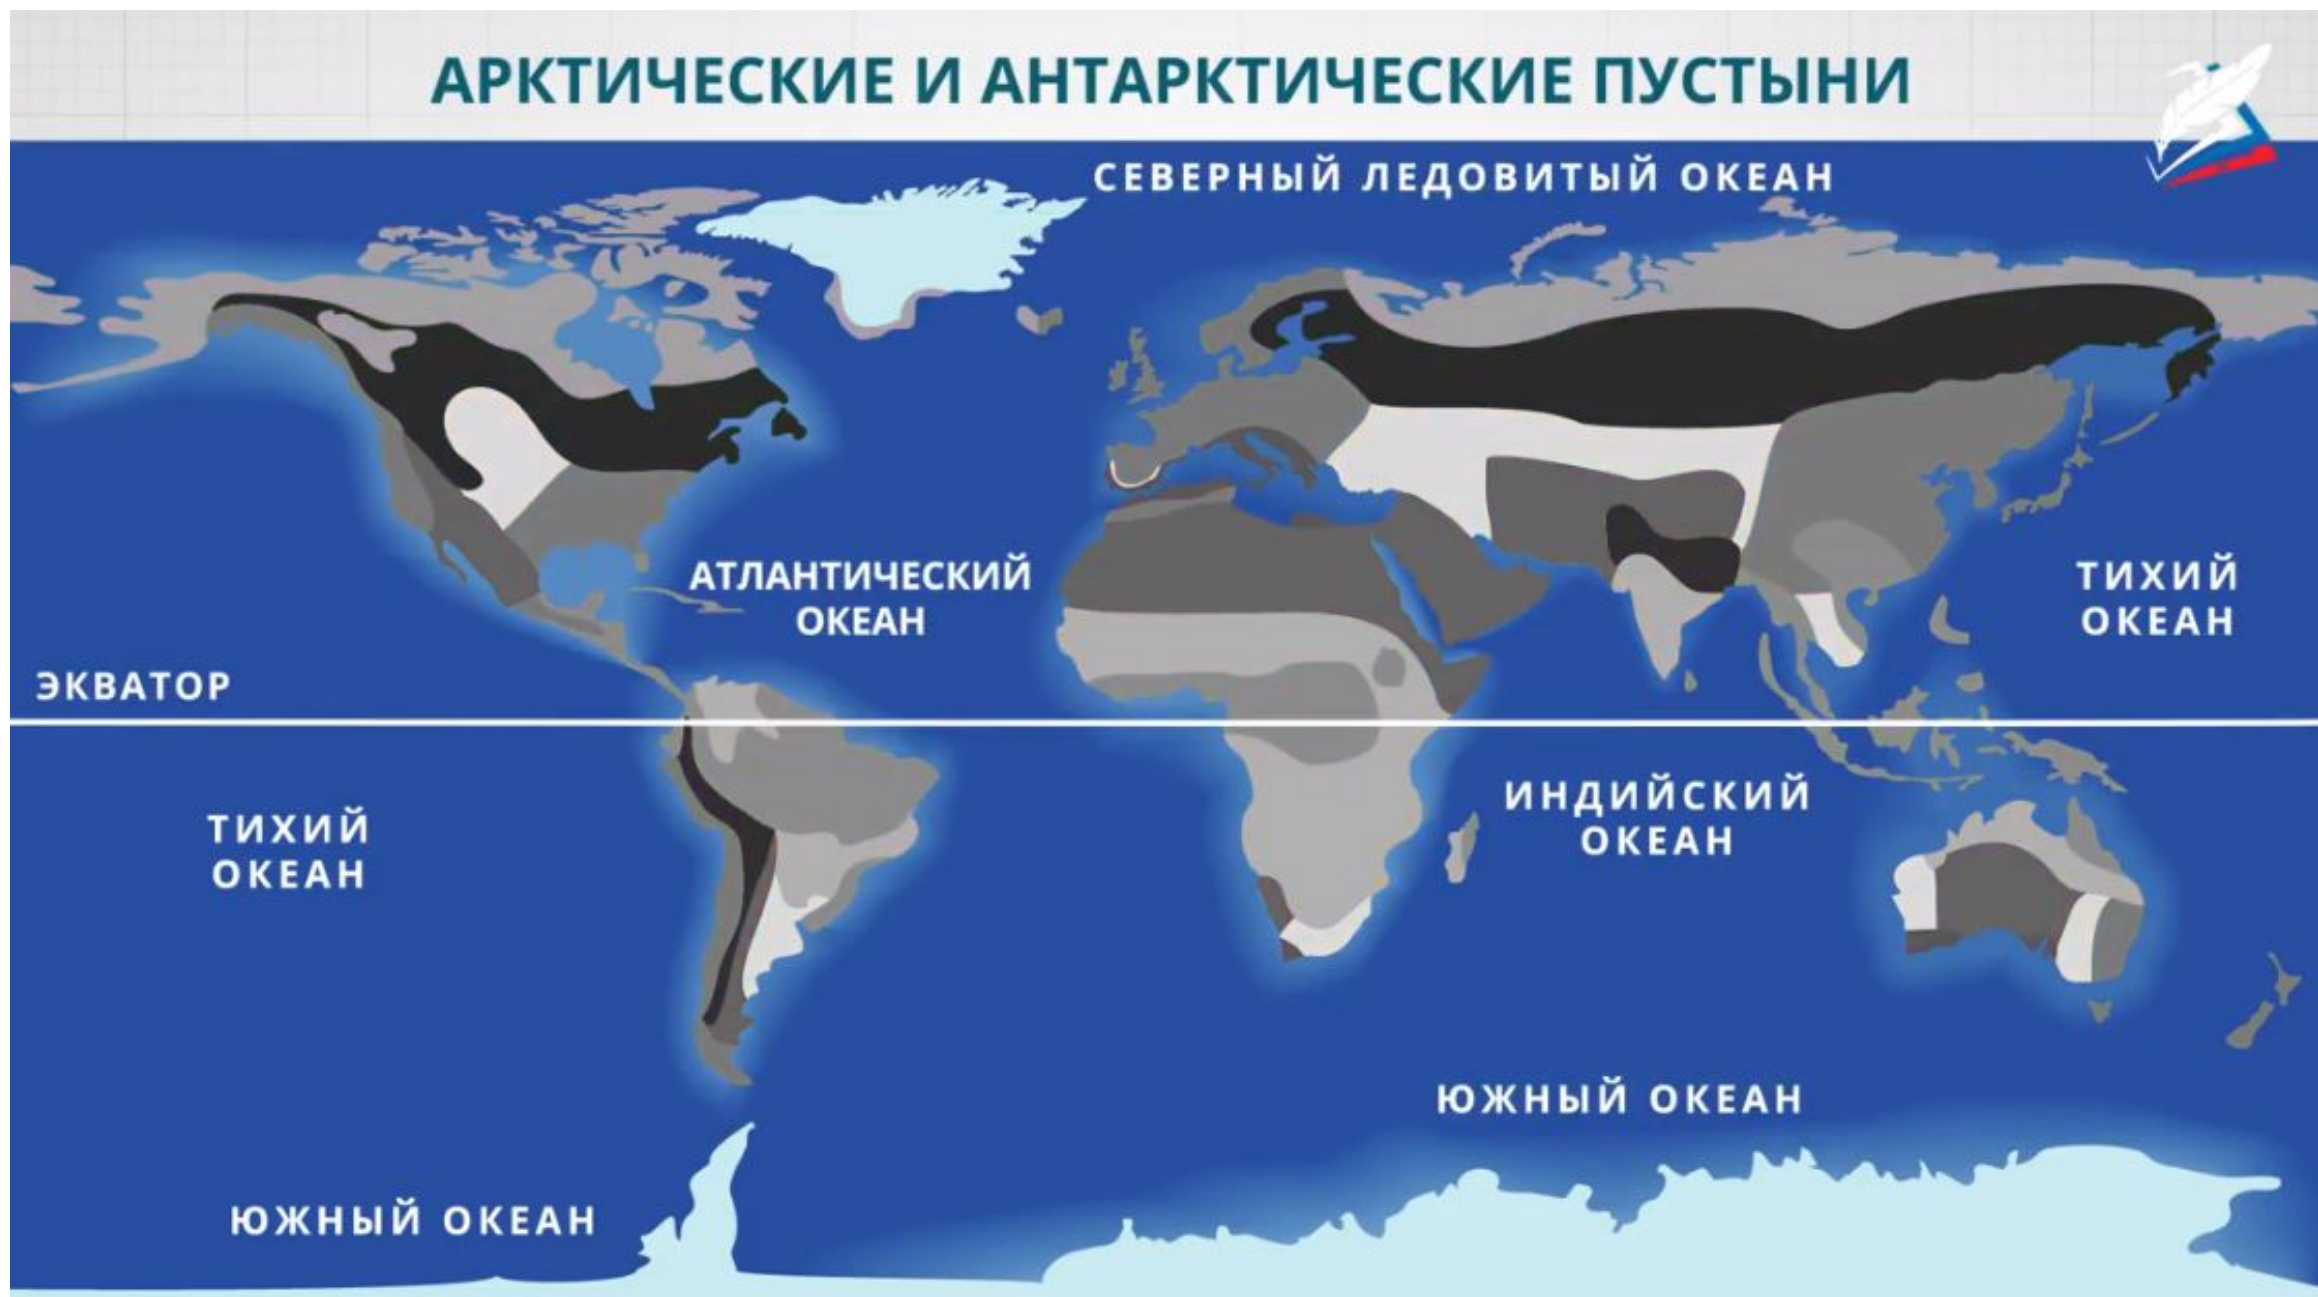 АРКТИЧЕСКИЕ И АНТАРКТИЧЕСКИЕ ПУСТЫНИ
СЕВЕРНЫЙ ЛЕДОВИТЫЙ ОКЕАН
АТЛАНТИЧЕСКИЙ
ОКЕАН
ТИХИЙ
ОКЕАН
ЭКВАТОР
ТИХИЙ
ОКЕАН
ИНДИЙСКИЙ
ОКЕАН
ЮЖНЫЙ ОКЕАН
ЮЖНЫЙ ОКЕАН